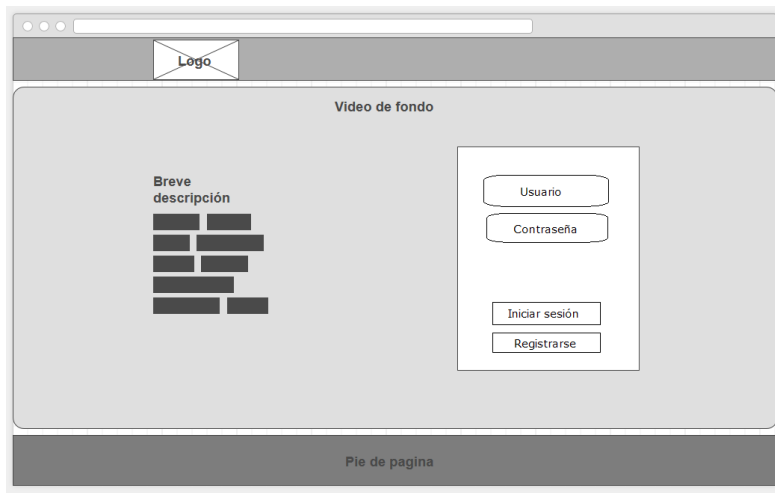 Logo
Video de fondo
Breve
descripción
Usuario
Contraseña
Iniciar sesión
Registrarse
Pie de pagina